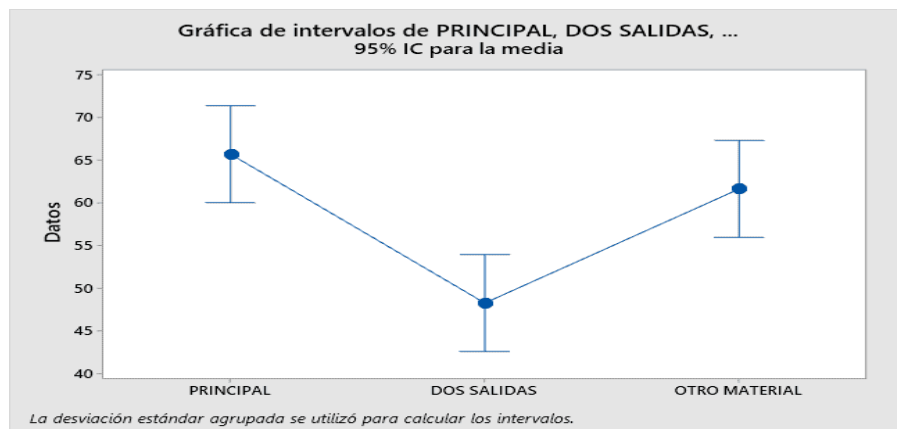 Gráfica de intervalos de PRINCIPAL, DOS SALIDAS, ...
95% IC para la media
75
70
65
60
55
50
45
40
Datos
PRINCIPAL
DOS SALIDAS
OTRO MATERIAL
La desviación estándar agrupada se utilizó para calcular los intervalos.